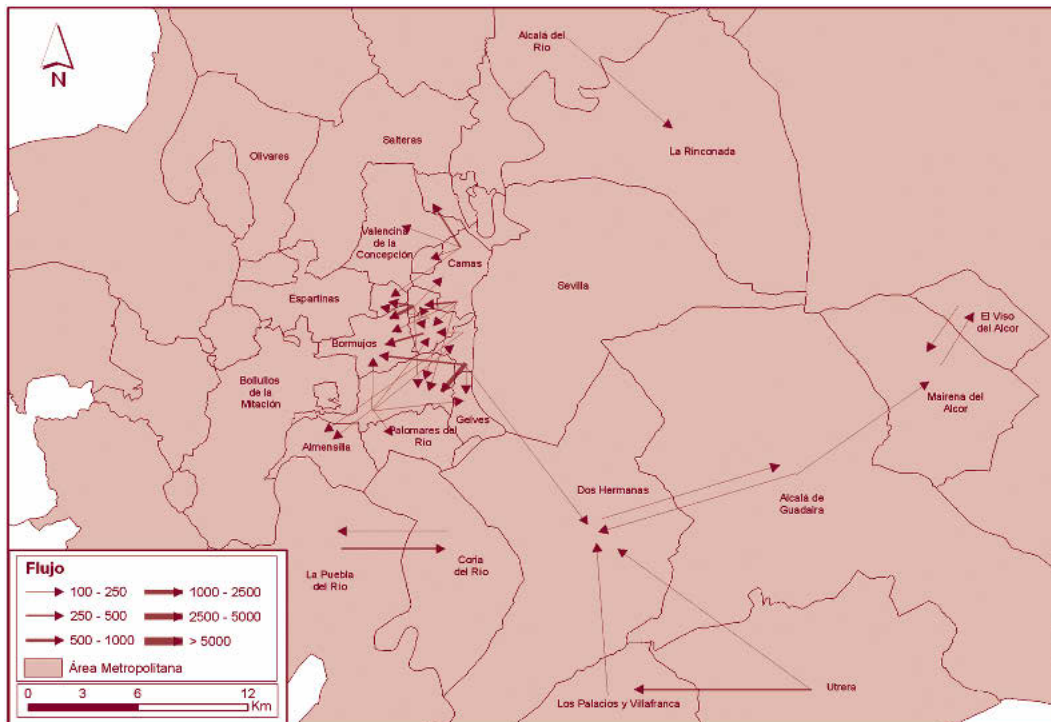 Alcalá del
Río
N
Salteras
Olivares
La Rinconada
Valencina
de la
Concepción
Camas
Sevilla
Espartinas
El Viso
del Alcor
Bormujos
Bollullos
de la
Mitación
Mairena del
Alcor
Gelves
Palomares del
Río
Almensilla
Dos Hermanas
Alcalá de
Guadaira
Coria
del Río
La Puebla
del Río
Utrera
Los Palacios y Villafranca
Flujo
100 - 250
1000 - 2500
250 - 500
2500 - 5000
500 - 1000
> 5000
Área Metropolitana
0 3 6 12
Km